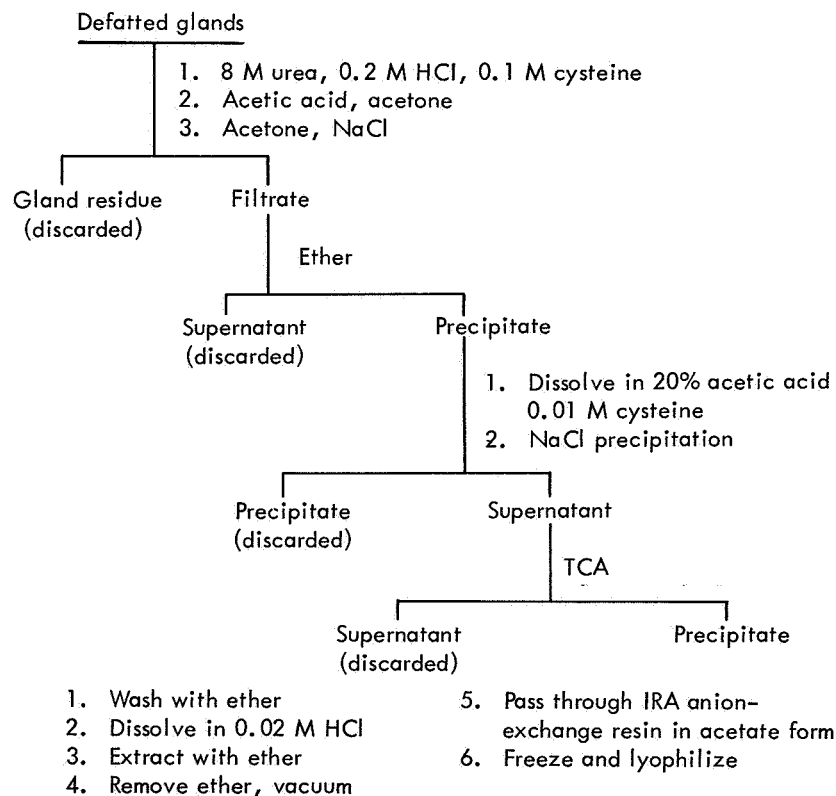 Defatted glands
1. 8 M urea, 0.2 M HCl, 0.1 M cysteine
2. Acetic acid, acetone
3. Acetone, NaCl
Gland residue
(discarded)
Filtrate
Ether
Supernatant
(discarded)
Precipitate
1. Dissolve in 20% acetic acid
0.01 M cysteine
2. NaCl precipitation
Precipitate
(discarded)
Supernatant
TCA
Supernatant
(discarded)
Precipitate
1. Wash with ether
2. Dissolve in 0.02 M HCl
3. Extract with ether
4. Remove ether, vacuum
5. Pass through IRA anion-
exchange resin in acetate form
6. Freeze and lyophilize